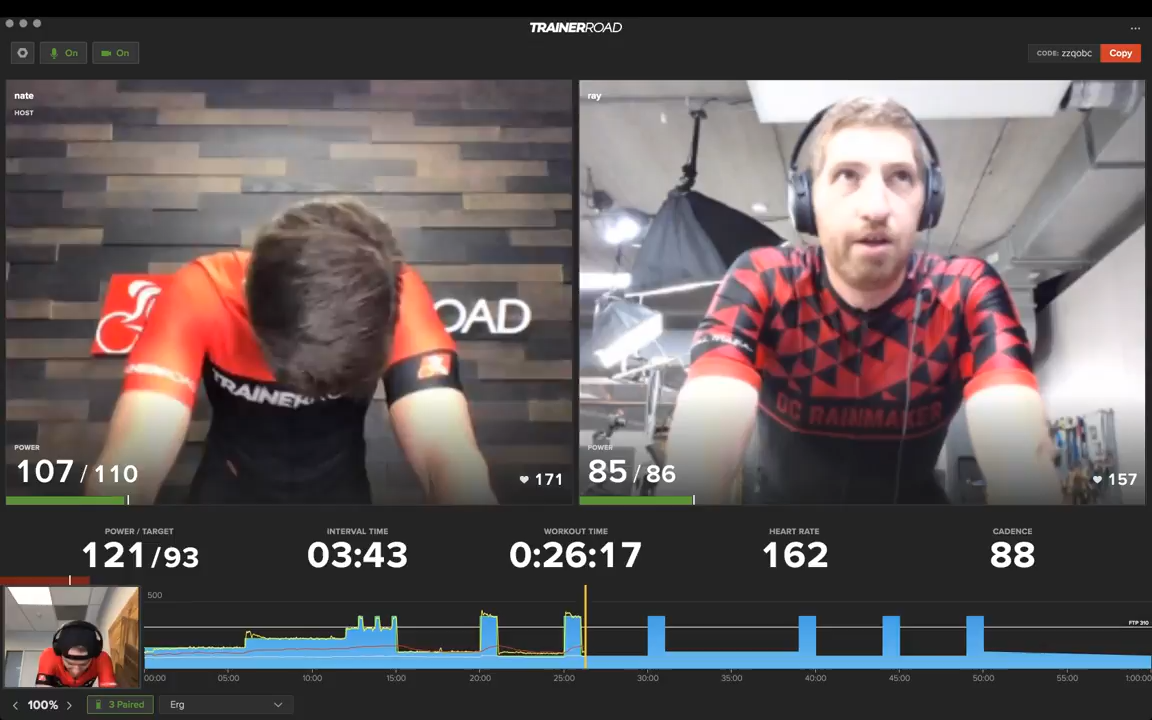 TRAINERROAD
On
On
CODE: zzqobc
Copy
nate
HOST
ray
OAD
TRAINER
DC RAINMAKER
POWER
107 / 110
171
POWER
85 / 86
157
POWER / TARGET
121/93
INTERVAL TIME
03:43
WORKOUT TIME
0:26:17
HEART RATE
162
CADENCE
88
500
FTP 310
00:00
05:00
10:00
15:00
20:00
25:00
30:00
35:00
40:00
45:00
50:00
55:00
1:00:00
100%
3 Paired
Erg